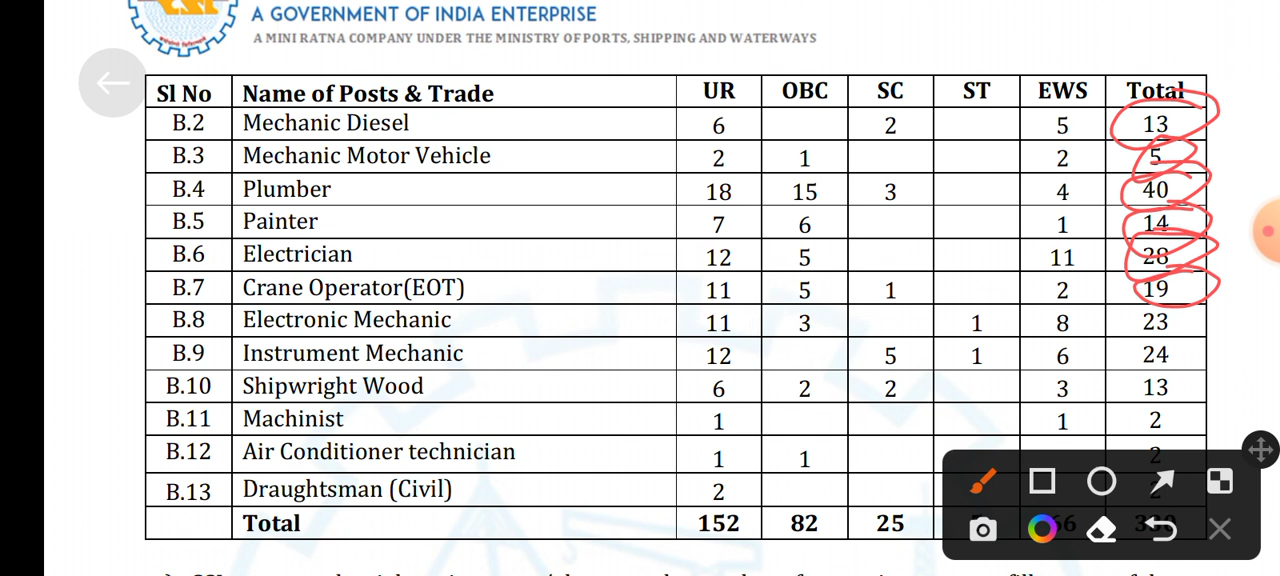 A GOVERNMENT OF INDIA ENTERPRISE
A MINI RATNA COMPANY UNDER THE MINISTRY OF PORTS, SHIPPING AND WATERWAYS
Sl No Name of Posts & Trade UR OBC SC ST EWS Total
B.2 Mechanic Diesel 6 2 5 13
B.3 Mechanic Motor Vehicle 2 1 2 5
B.4 Plumber 18 15 3 4 40
B.5 Painter 7 6 1 14
B.6 Electrician 12 5 11 28
B.7 Crane Operator(EOT) 11 5 1 2 19
B.8 Electronic Mechanic 11 3 1 8 23
B.9 Instrument Mechanic 12 5 1 6 24
B.10 Shipwright Wood 6 2 2 3 13
B.11 Machinist 1 1 2
B.12 Air Conditioner technician 1 1 2
B.13 Draughtsman (Civil) 2 2
Total 152 82 25